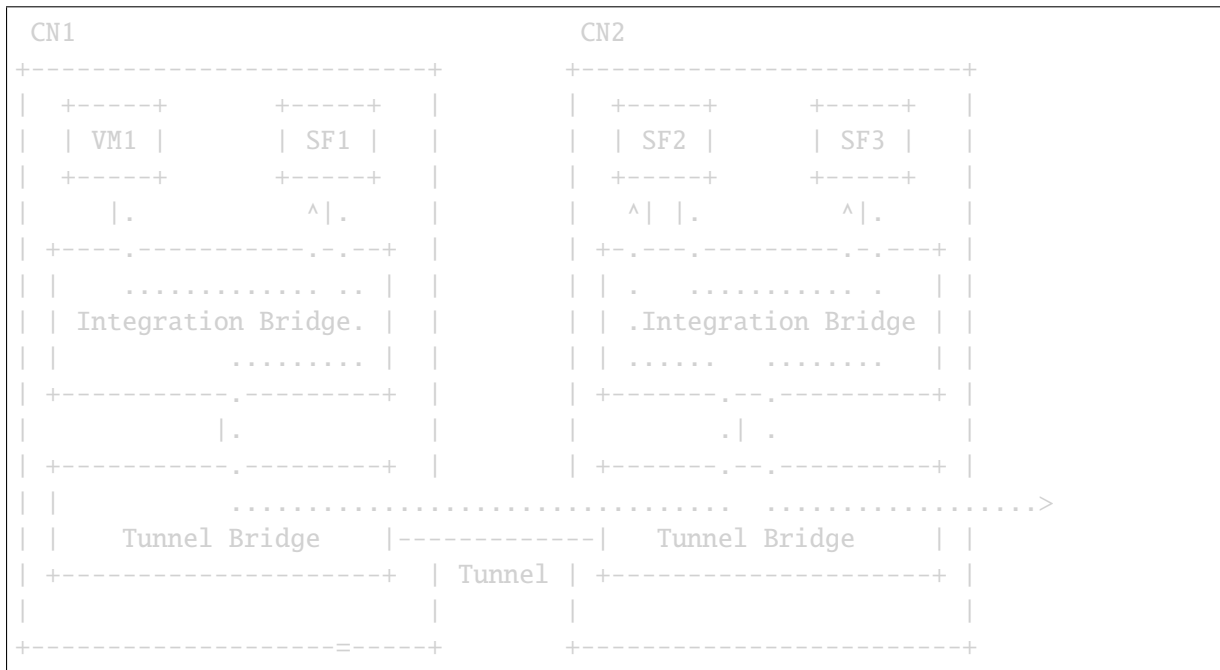 CN1 CN2
VM1 SF1 SF2 SF3
Integration Bridge. .Integration Bridge
Tunnel Bridge Tunnel Bridge
Tunnel